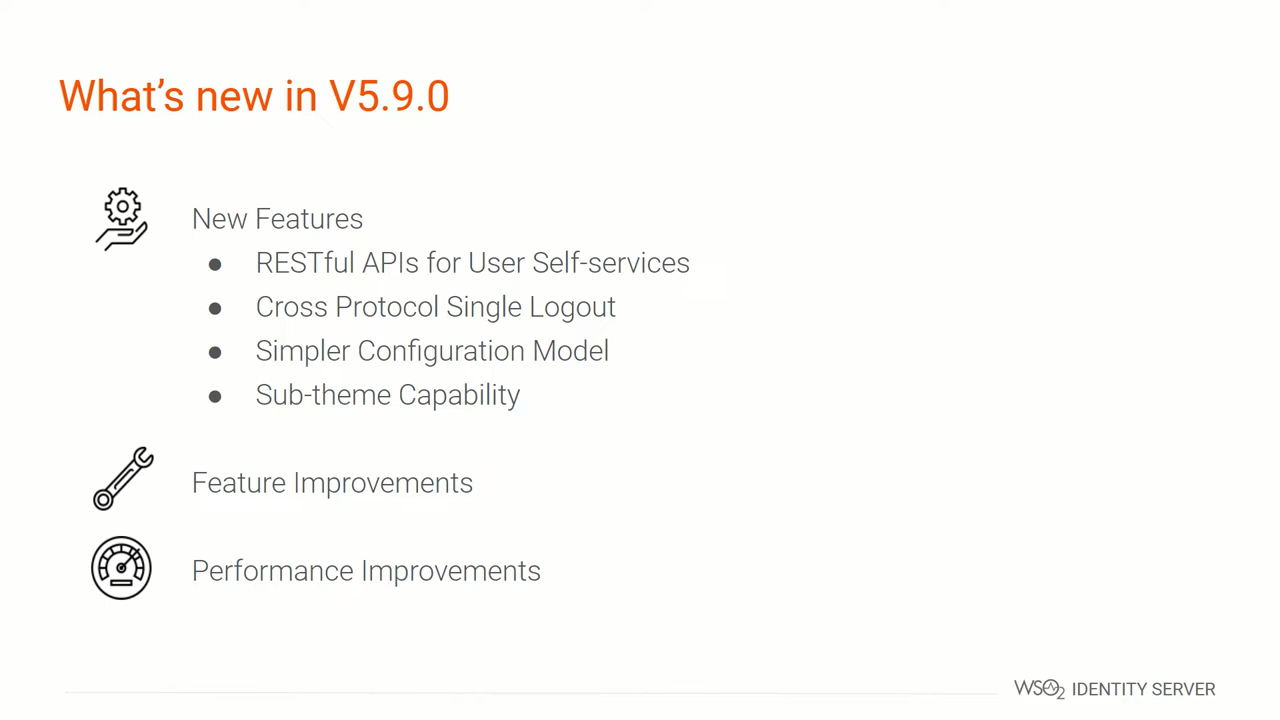 What's new in V5.9.0
New Features
● RESTful APIs for User Self-services
● Cross Protocol Single Logout
● Simpler Configuration Model
● Sub-theme Capability
Feature Improvements
Performance Improvements
WSO2 IDENTITY SERVER